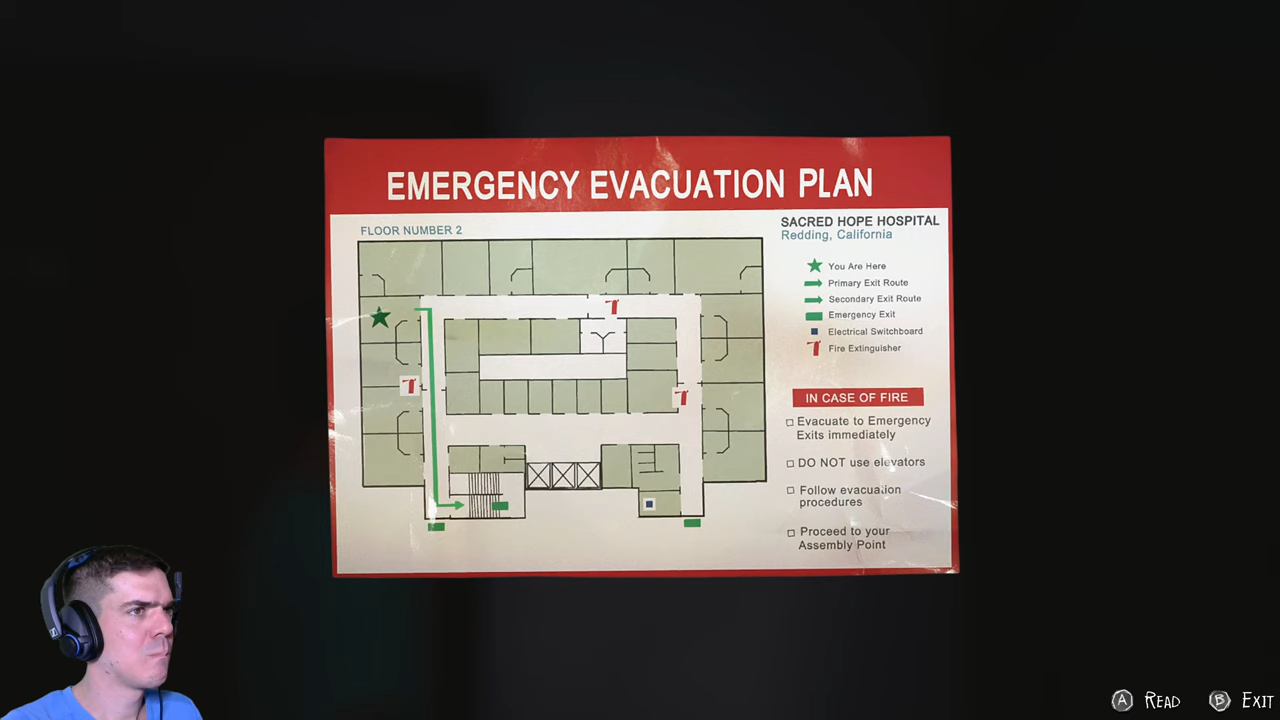 EMERGENCY EVACUATION PLAN
FLOOR NUMBER 2
SACRED HOPE HOSPITAL
Redding, California
You Are Here
Primary Exit Route
Secondary Exit Route
Emergency Exit
Electrical Switchboard
Fire Extinguisher
IN CASE OF FIRE
Evacuate to Emergency
Exits immediately
DO NOT use elevators
Follow evacuation
procedures
Proceed to your
Assembly Point
A READ B EXIT